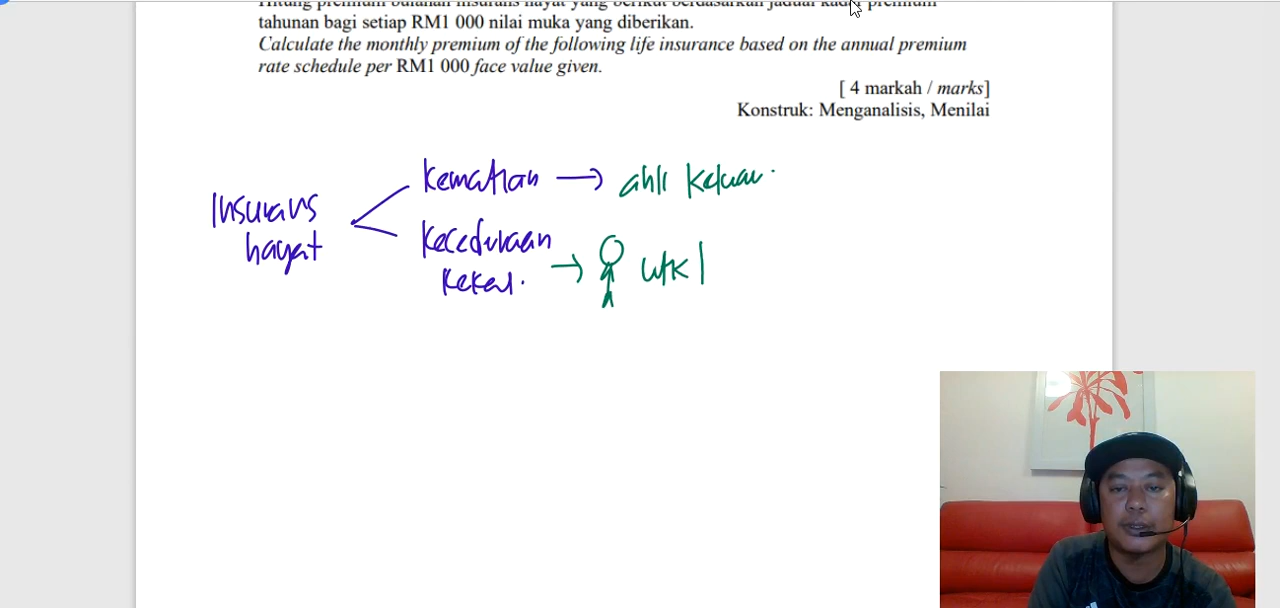 tahunan bagi setiap RM1 000 nilai muka yang diberikan.
Calculate the monthly premium of the following life insurance based on the annual premium
rate schedule per RM1 000 face value given.
[ 4 markah / marks]
Konstruk: Menganalisis, Menilai
Insurans
hayat
kematian → ahli
kecederaan
kekal. →